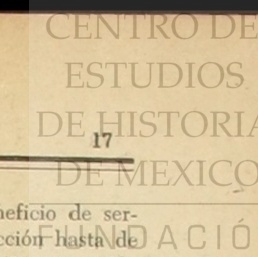 CENTRO DE
ESTUDIOS
DE HISTORIA
17
DE MEXICO
neficio de ser-
cción hasta de
FUNDACIÓ